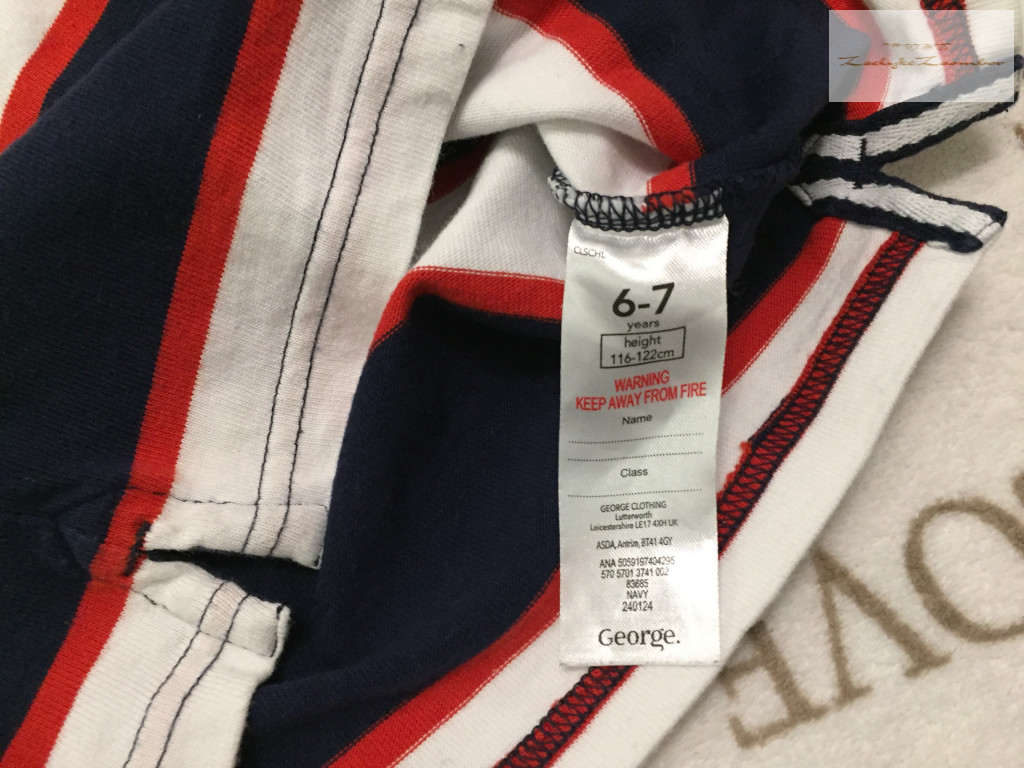 CLSCHL
6-7
years
height
116-122cm
WARNING
KEEP AWAY FROM FIRE
Name
Class
GEORGE CLOTHING
Lutterworth
Leicestershire LE17 4XH UK
ASDA, Antrim, BT41 4GY
ANA 5059197404295
570 5701 3741 002
83685
NAVY
240124
George.
OVE